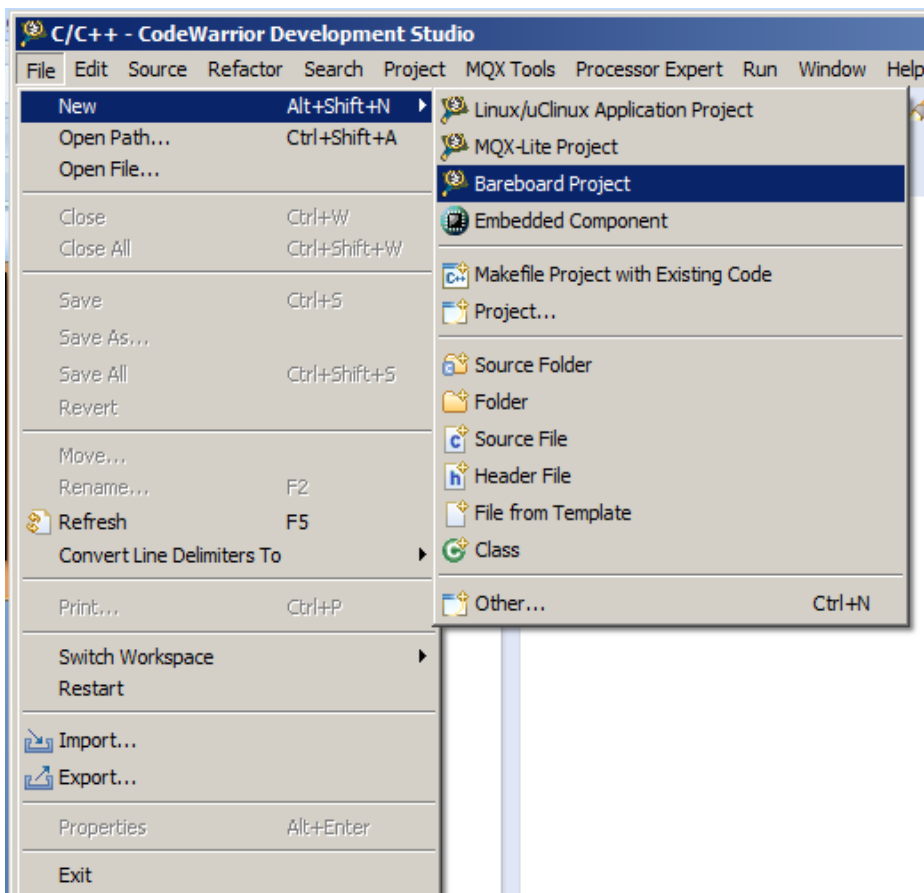 C/C++ - CodeWarrior Development Studio
File Edit Source Refactor Search Project MQX Tools Processor Expert Run Window Help
New Alt+Shift+N
Open Path... Ctrl+Shift+A
Open File...
Close Ctrl+W
Close All Ctrl+Shift+W
Save Ctrl+S
Save As...
Save All Ctrl+Shift+S
Revert
Move...
Rename... F2
Refresh F5
Convert Line Delimiters To
Print... Ctrl+P
Switch Workspace
Restart
Import...
Export...
Properties Alt+Enter
Exit
Linux/uClinux Application Project
MQX-Lite Project
Bareboard Project
Embedded Component
Makefile Project with Existing Code
Project...
Source Folder
Folder
Source File
Header File
File from Template
Class
Other... Ctrl+N